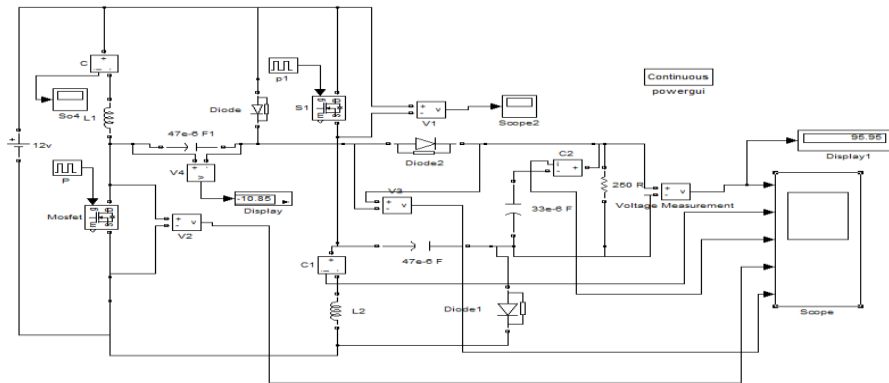 Continuous
powergui
C
p1
Sc4
L1
Diode
S1
V1
Scope2
12v
47e-6 F1
Diode2
C2
95.95
Display1
P
V4
-10.85
Display
V3
250 R
33e-6 F
Voltage Measurement
Mosfet
V2
C1
47e-6 F
L2
Diode1
Scope